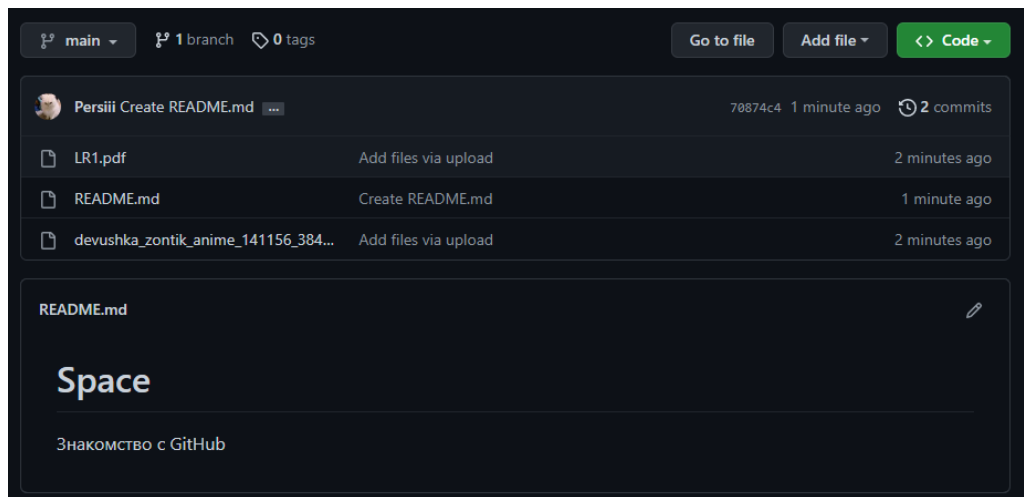 main 1 branch 0 tags Go to file Add file Code
Persiii Create README.md ... 70874c4 1 minute ago 2 commits
LR1.pdf Add files via upload 2 minutes ago
README.md Create README.md 1 minute ago
devushka_zontik_anime_141156_384... Add files via upload 2 minutes ago
README.md
Space
Знакомство с GitHub